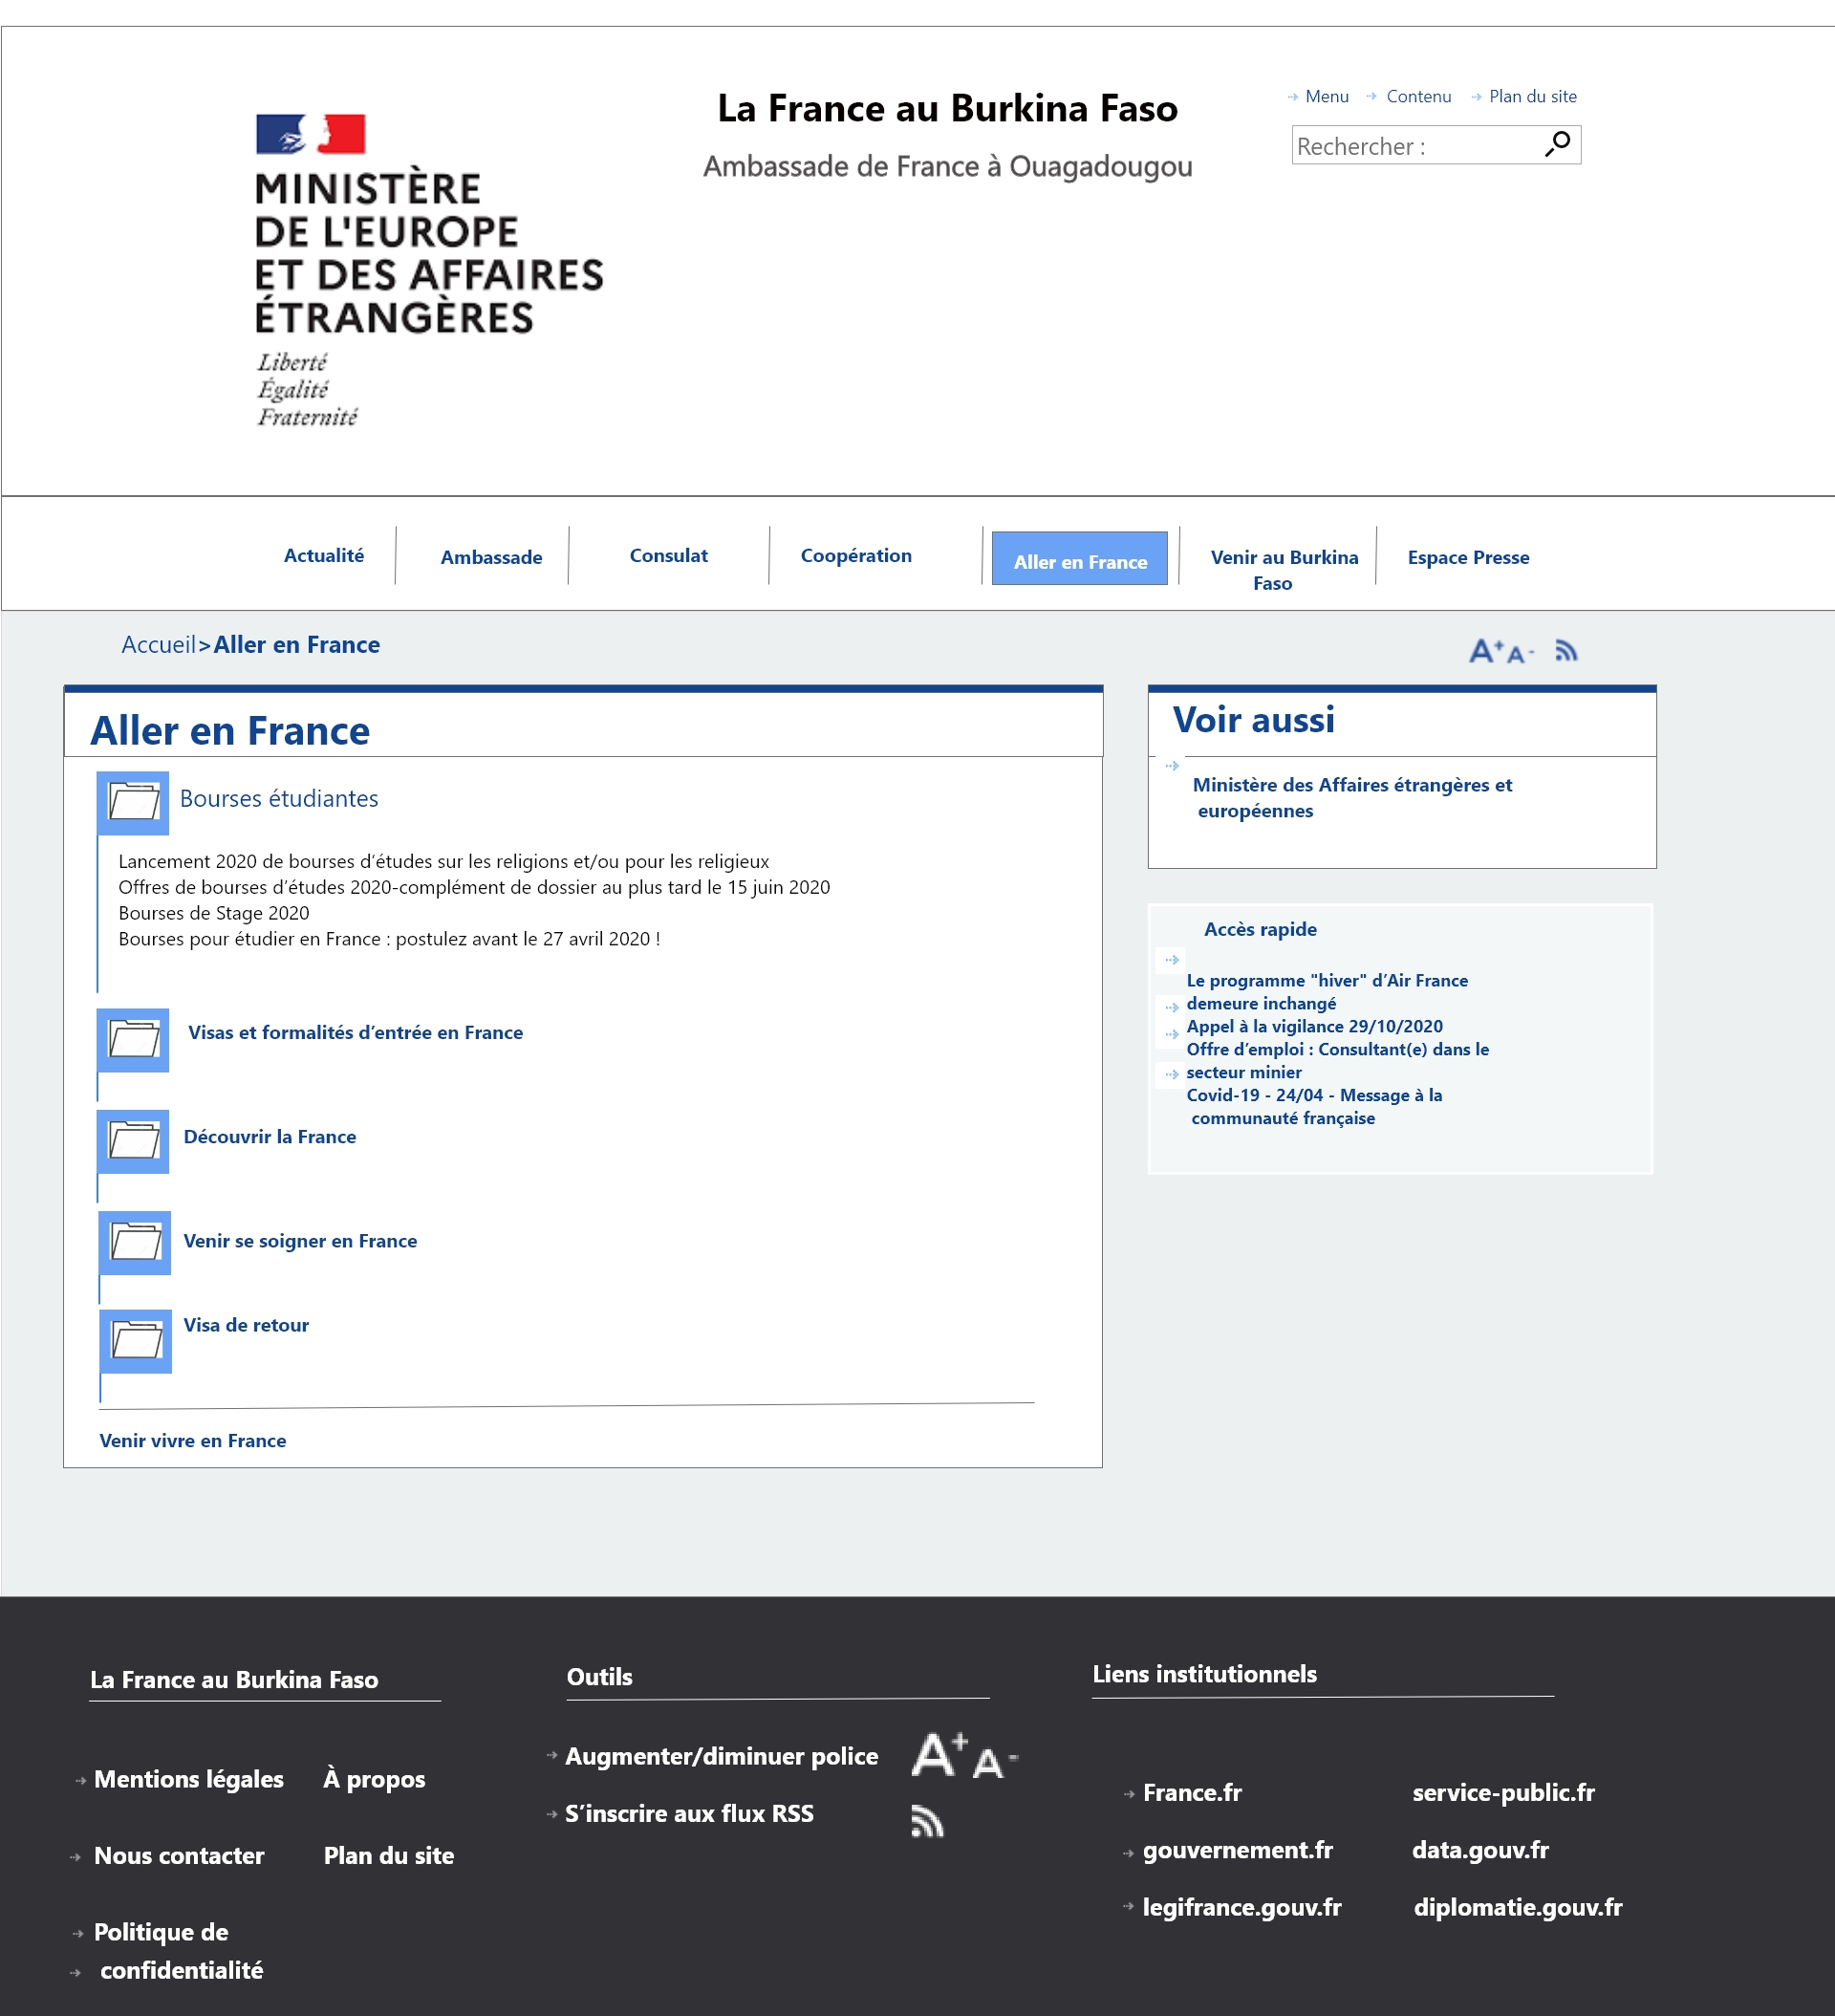 MINISTÈRE
DE L'EUROPE
ET DES AFFAIRES
ÉTRANGÈRES
Liberté
Égalité
Fraternité
La France au Burkina Faso
Ambassade de France à Ouagadougou
Menu Contenu Plan du site
Rechercher :
Actualité
Ambassade
Consulat
Coopération
Aller en France
Venir au Burkina
Faso
Espace Presse
Accueil>Aller en France
A+ A-
Aller en France
Bourses étudiantes
Lancement 2020 de bourses d’études sur les religions et/ou pour les religieux
Offres de bourses d’études 2020-complément de dossier au plus tard le 15 juin 2020
Bourses de Stage 2020
Bourses pour étudier en France : postulez avant le 27 avril 2020 !
Visas et formalités d’entrée en France
Découvrir la France
Venir se soigner en France
Visa de retour
Venir vivre en France
Voir aussi
Ministère des Affaires étrangères et
européennes
Accès rapide
Le programme "hiver" d’Air France
demeure inchangé
Appel à la vigilance 29/10/2020
Offre d’emploi : Consultant(e) dans le
secteur minier
Covid-19 - 24/04 - Message à la
communauté française
La France au Burkina Faso
Mentions légales À propos
Nous contacter Plan du site
Politique de
confidentialité
Outils
Augmenter/diminuer police A+ A-
S’inscrire aux flux RSS
Liens institutionnels
France.fr service-public.fr
gouvernement.fr data.gouv.fr
legifrance.gouv.fr diplomatie.gouv.fr